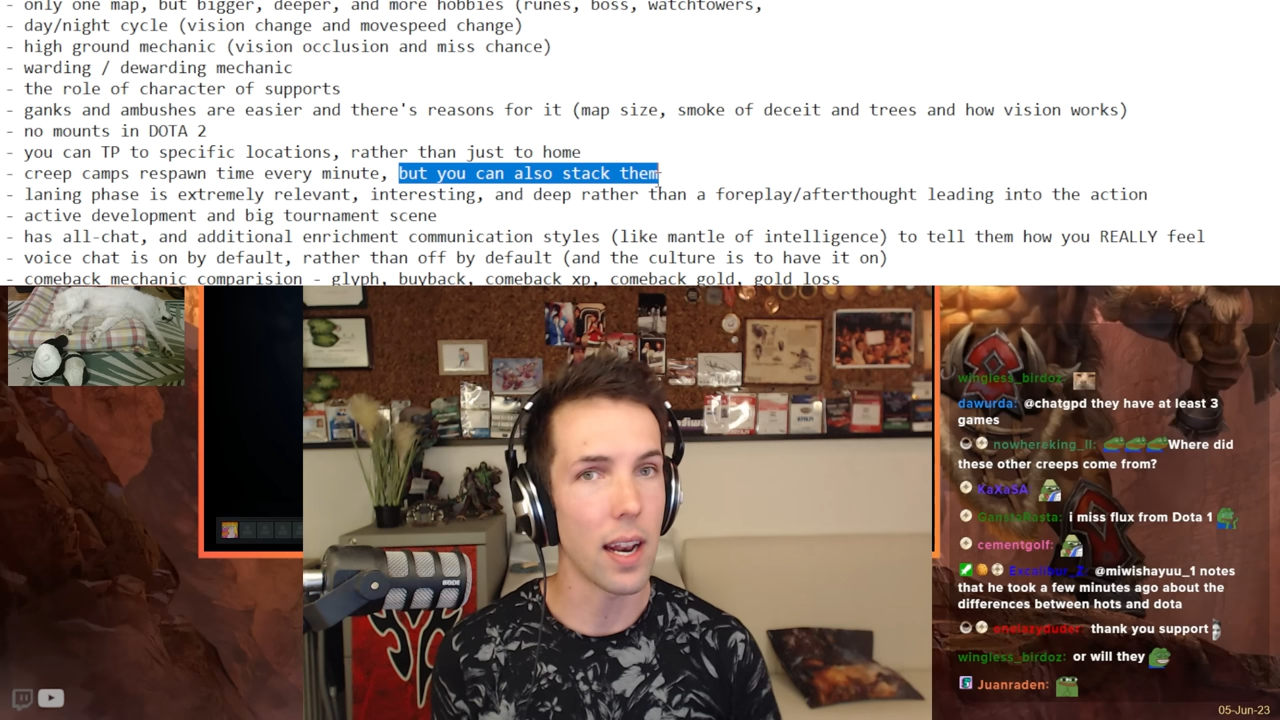 - only one map, but bigger, deeper, and more hobbies (runes, boss, watchtowers,
- day/night cycle (vision change and movespeed change)
- high ground mechanic (vision occlusion and miss chance)
- warding / dewarding mechanic
- the role of character of supports
- ganks and ambushes are easier and there's reasons for it (map size, smoke of deceit and trees and how vision works)
- no mounts in DOTA 2
- you can TP to specific locations, rather than just to home
- creep camps respawn time every minute, but you can also stack them
- laning phase is extremely relevant, interesting, and deep rather than a foreplay/afterthought leading into the action
- active development and big tournament scene
- has all-chat, and additional enrichment communication styles (like mantle of intelligence) to tell them how you REALLY feel
- voice chat is on by default, rather than off by default (and the culture is to have it on)
- comeback mechanic comparision - glyph, buyback, comeback xp, comeback gold, gold loss
wingless_birdoz:
dawurda: @chatgpd they have at least 3
games
nowhereking_ll: Where did
these other creeps come from?
KaXaSA
GanstaRasta: i miss flux from Dota 1
cementgolf:
@miwishayuu_1 notes
that he took a few minutes ago about the
differences between hots and dota
thank you support
wingless_birdoz: or will they
Juanraden:
05-Jun-23